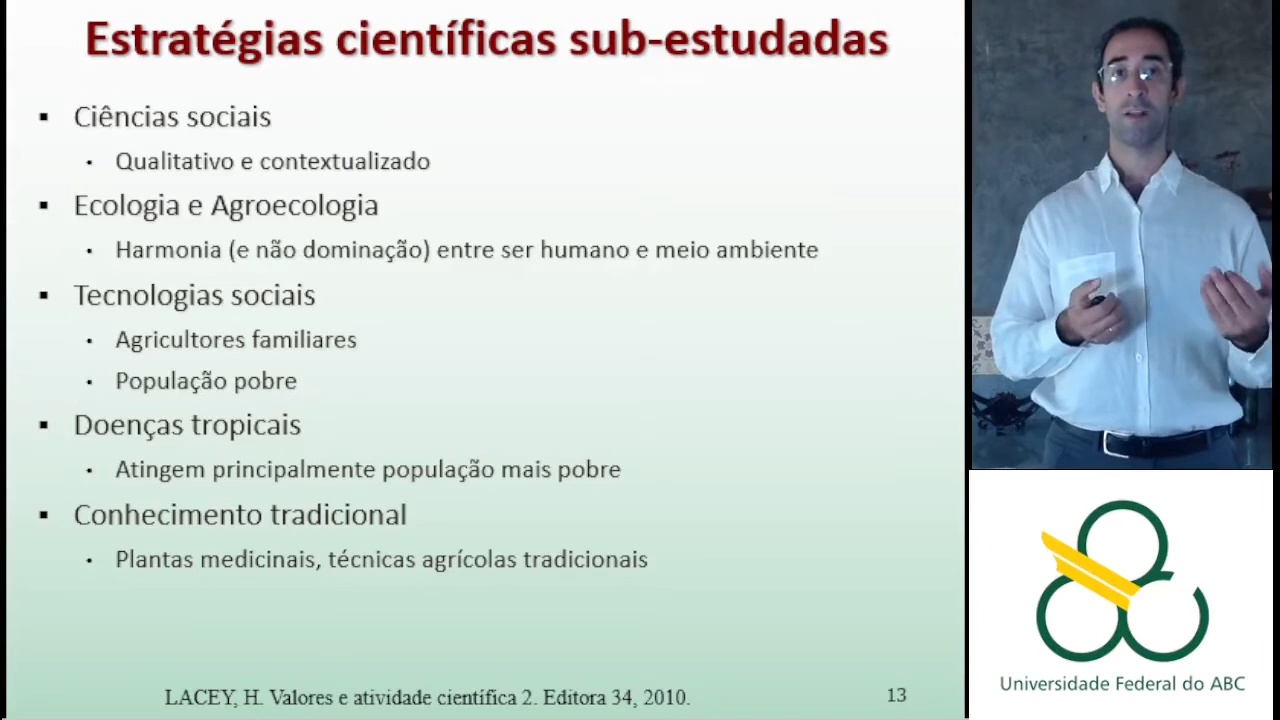 Estratégias científicas sub-estudadas
▪ Ciências sociais
• Qualitativo e contextualizado
▪ Ecologia e Agroecologia
• Harmonia (e não dominação) entre ser humano e meio ambiente
▪ Tecnologias sociais
• Agricultores familiares
• População pobre
▪ Doenças tropicais
• Atingem principalmente população mais pobre
▪ Conhecimento tradicional
• Plantas medicinais, técnicas agrícolas tradicionais
LACEY, H. Valores e atividade científica 2. Editora 34, 2010.
13
Universidade Federal do ABC